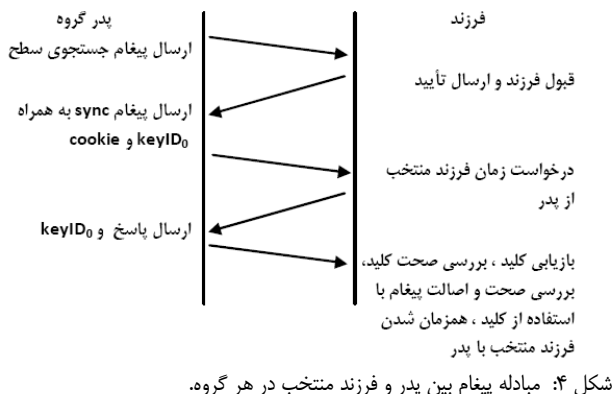 فرزند
پدر گروه
ارسال پیغام جستجوی سطح
قبول فرزند و ارسال تأیید
ارسال پیغام sync به همراه
keyID₀ و cookie
درخواست زمان فرزند منتخب
از پدر
ارسال پاسخ و keyID₀
بازیابی کلید ، بررسی صحت کلید،
بررسی صحت و اصالت پیغام با
استفاده از کلید ، همزمان شدن
فرزند منتخب با پدر
شکل ۴: مبادله پیغام بین پدر و فرزند منتخب در هر گروه.